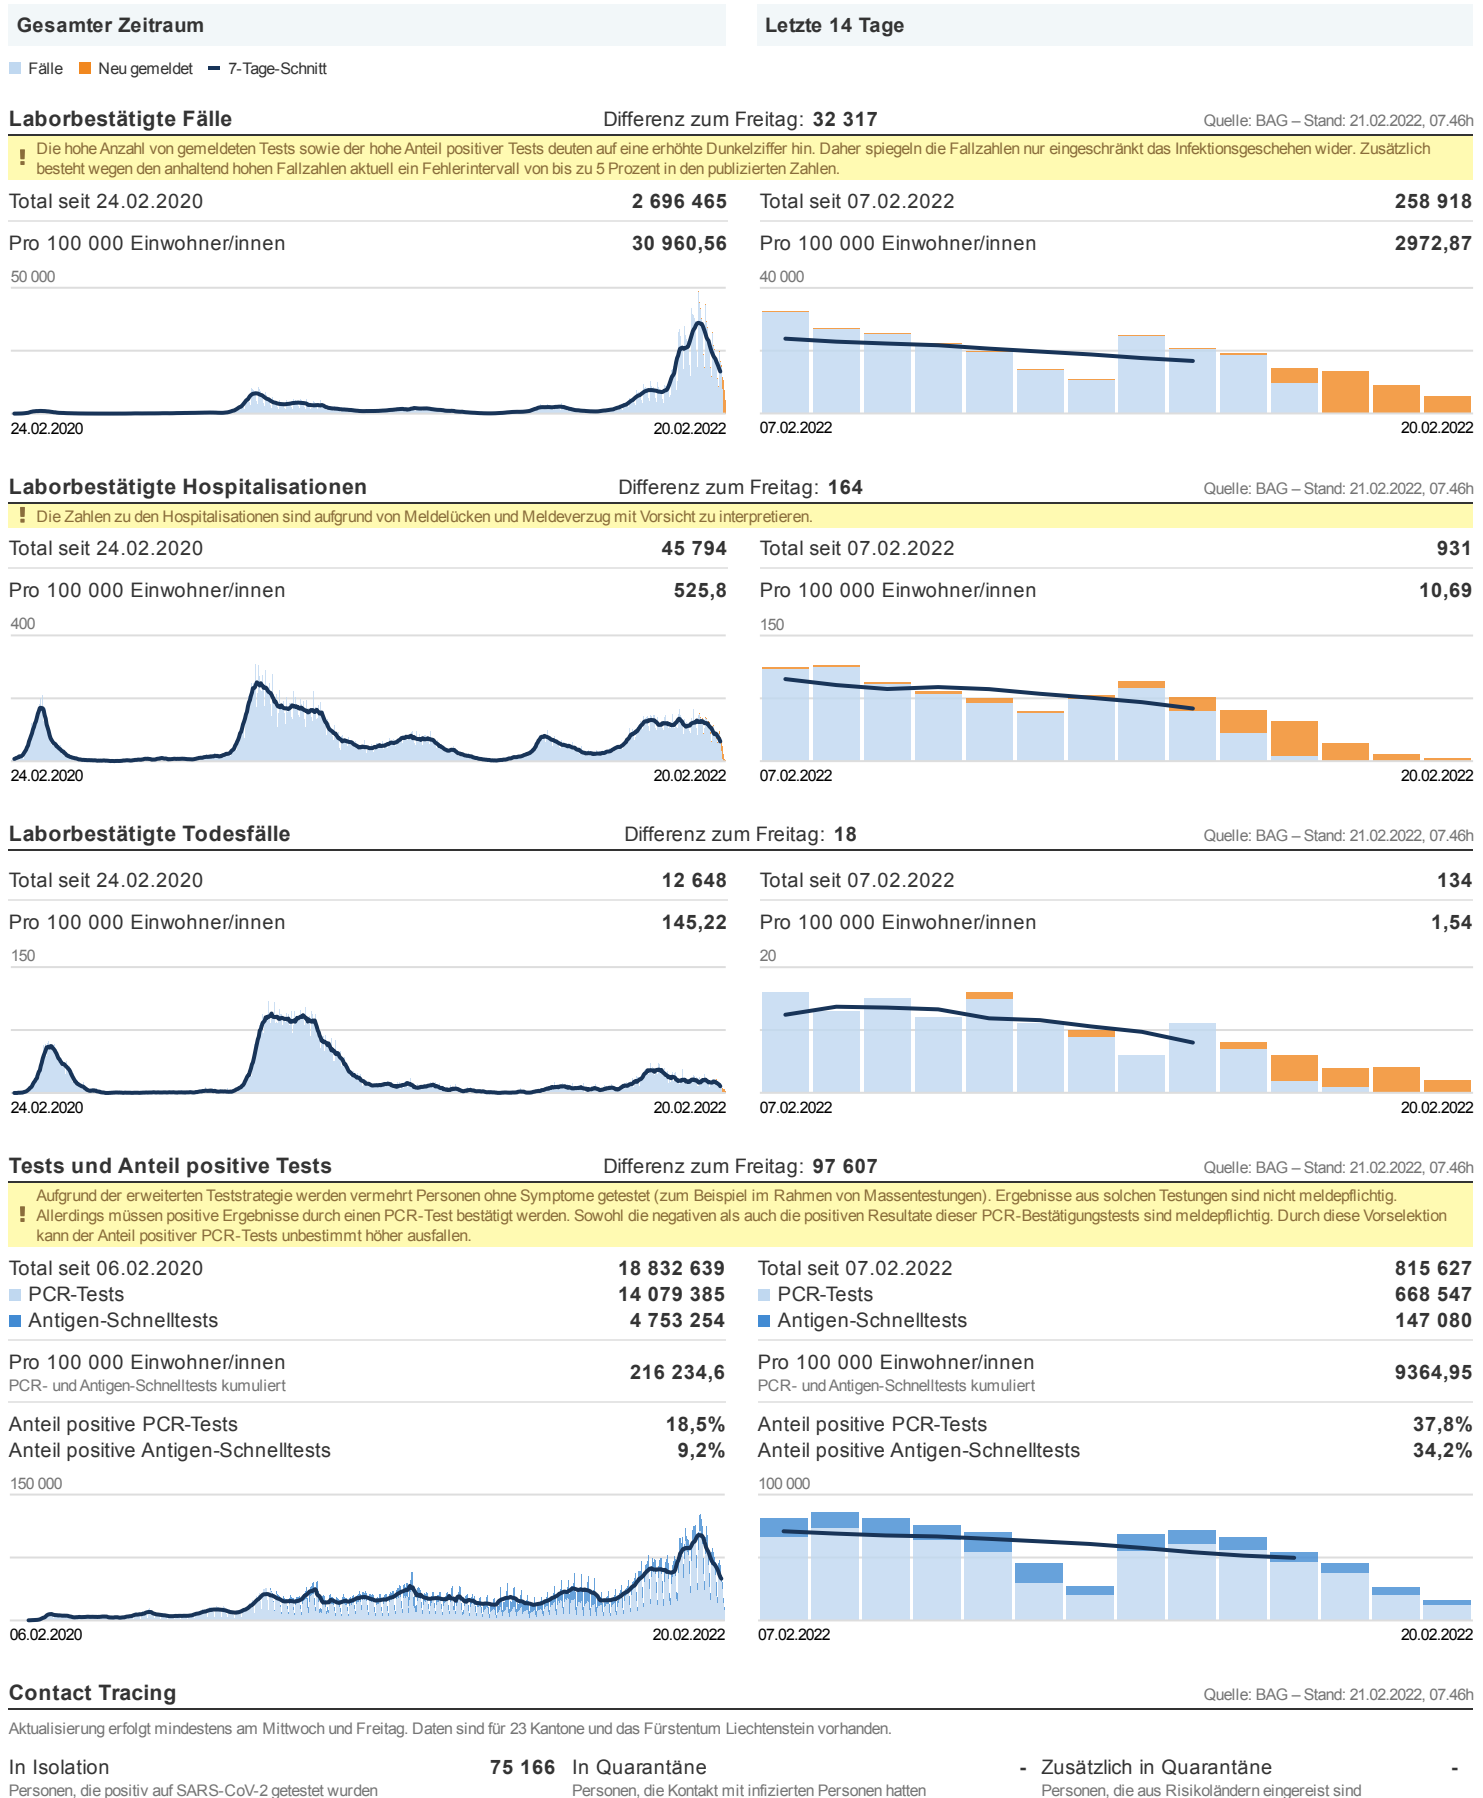 Gesamter Zeitraum
Letzte 14 Tage
Fälle Neu gemeldet 7-Tage-Schnitt
Laborbestätigte Fälle
Differenz zum Freitag: 32 317
Quelle: BAG – Stand: 21.02.2022, 07.46h
! Die hohe Anzahl von gemeldeten Tests sowie der hohe Anteil positiver Tests deuten auf eine erhöhte Dunkelziffer hin. Daher spiegeln die Fallzahlen nur eingeschränkt das Infektionsgeschehen wider. Zusätzlich
besteht wegen den anhaltend hohen Fallzahlen aktuell ein Fehlerintervall von bis zu 5 Prozent in den publizierten Zahlen.
Total seit 24.02.2020 2 696 465
Pro 100 000 Einwohner/innen 30 960,56
50 000
24.02.2020 20.02.2022
Total seit 07.02.2022 258 918
Pro 100 000 Einwohner/innen 2972,87
40 000
07.02.2022 20.02.2022
Laborbestätigte Hospitalisationen
Differenz zum Freitag: 164
Quelle: BAG – Stand: 21.02.2022, 07.46h
! Die Zahlen zu den Hospitalisationen sind aufgrund von Meldelücken und Meldeverzug mit Vorsicht zu interpretieren.
Total seit 24.02.2020 45 794
Pro 100 000 Einwohner/innen 525,8
400
24.02.2020 20.02.2022
Total seit 07.02.2022 931
Pro 100 000 Einwohner/innen 10,69
150
07.02.2022 20.02.2022
Laborbestätigte Todesfälle
Differenz zum Freitag: 18
Quelle: BAG – Stand: 21.02.2022, 07.46h
Total seit 24.02.2020 12 648
Pro 100 000 Einwohner/innen 145,22
150
24.02.2020 20.02.2022
Total seit 07.02.2022 134
Pro 100 000 Einwohner/innen 1,54
20
07.02.2022 20.02.2022
Tests und Anteil positive Tests
Differenz zum Freitag: 97 607
Quelle: BAG – Stand: 21.02.2022, 07.46h
Aufgrund der erweiterten Teststrategie werden vermehrt Personen ohne Symptome getestet (zum Beispiel im Rahmen von Massentestungen). Ergebnisse aus solchen Testungen sind nicht meldepflichtig.
! Allerdings müssen positive Ergebnisse durch einen PCR-Test bestätigt werden. Sowohl die negativen als auch die positiven Resultate dieser PCR-Bestätigungstests sind meldepflichtig. Durch diese Vorselektion
kann der Anteil positiver PCR-Tests unbestimmt höher ausfallen.
Total seit 06.02.2020 18 832 639
PCR-Tests 14 079 385
Antigen-Schnelltests 4 753 254
Pro 100 000 Einwohner/innen 216 234,6
PCR- und Antigen-Schnelltests kumuliert
Anteil positive PCR-Tests 18,5%
Anteil positive Antigen-Schnelltests 9,2%
150 000
06.02.2020 20.02.2022
Total seit 07.02.2022 815 627
PCR-Tests 668 547
Antigen-Schnelltests 147 080
Pro 100 000 Einwohner/innen 9364,95
PCR- und Antigen-Schnelltests kumuliert
Anteil positive PCR-Tests 37,8%
Anteil positive Antigen-Schnelltests 34,2%
100 000
07.02.2022 20.02.2022
Contact Tracing
Quelle: BAG – Stand: 21.02.2022, 07.46h
Aktualisierung erfolgt mindestens am Mittwoch und Freitag. Daten sind für 23 Kantone und das Fürstentum Liechtenstein vorhanden.
In Isolation 75 166
Personen, die positiv auf SARS-CoV-2 getestet wurden
In Quarantäne -
Personen, die Kontakt mit infizierten Personen hatten
Zusätzlich in Quarantäne -
Personen, die aus Risikoländern eingereist sind